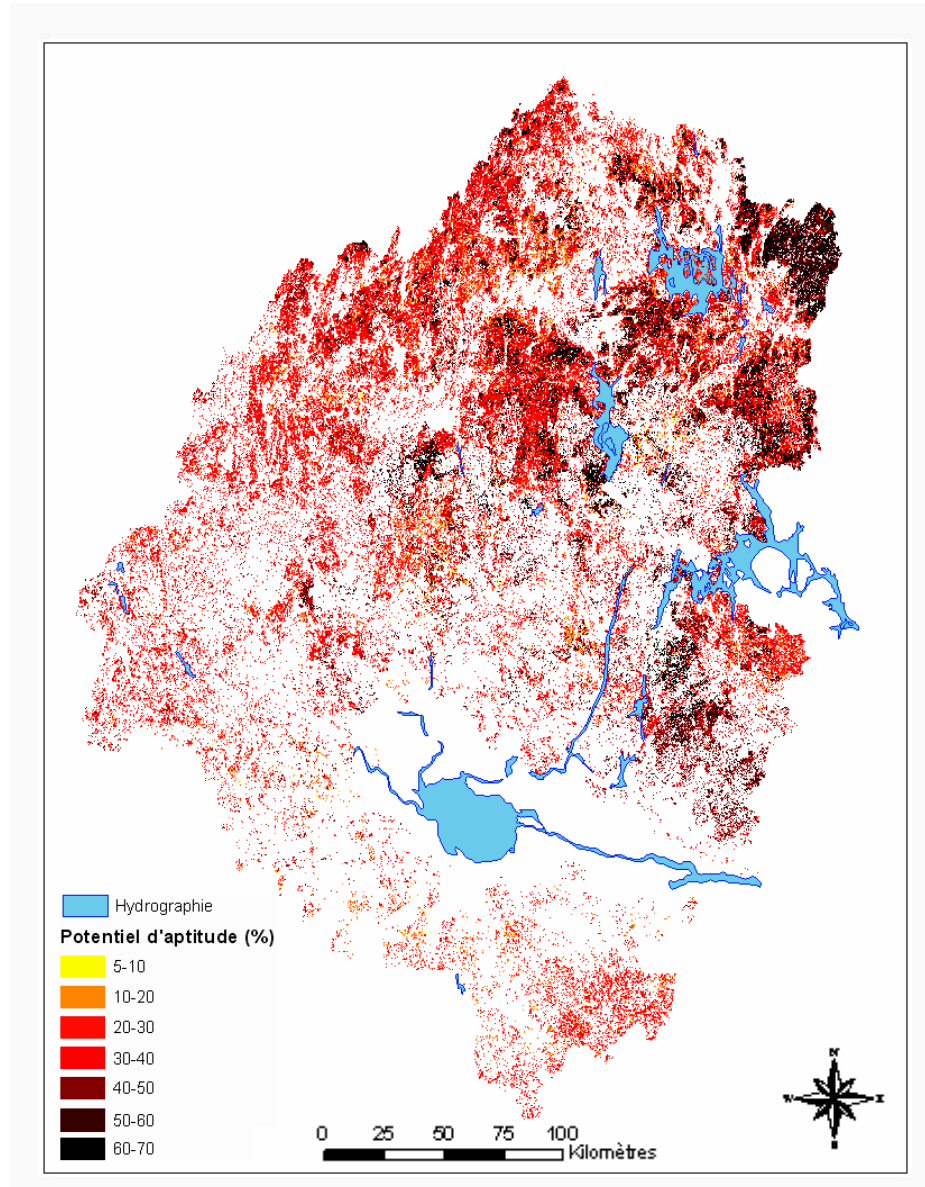 Hydrographie
Potentiel d'aptitude (%)
5-10
10-20
20-30
30-40
40-50
50-60
60-70
0 25 50 75 100
Kilomètres
N
W E
S